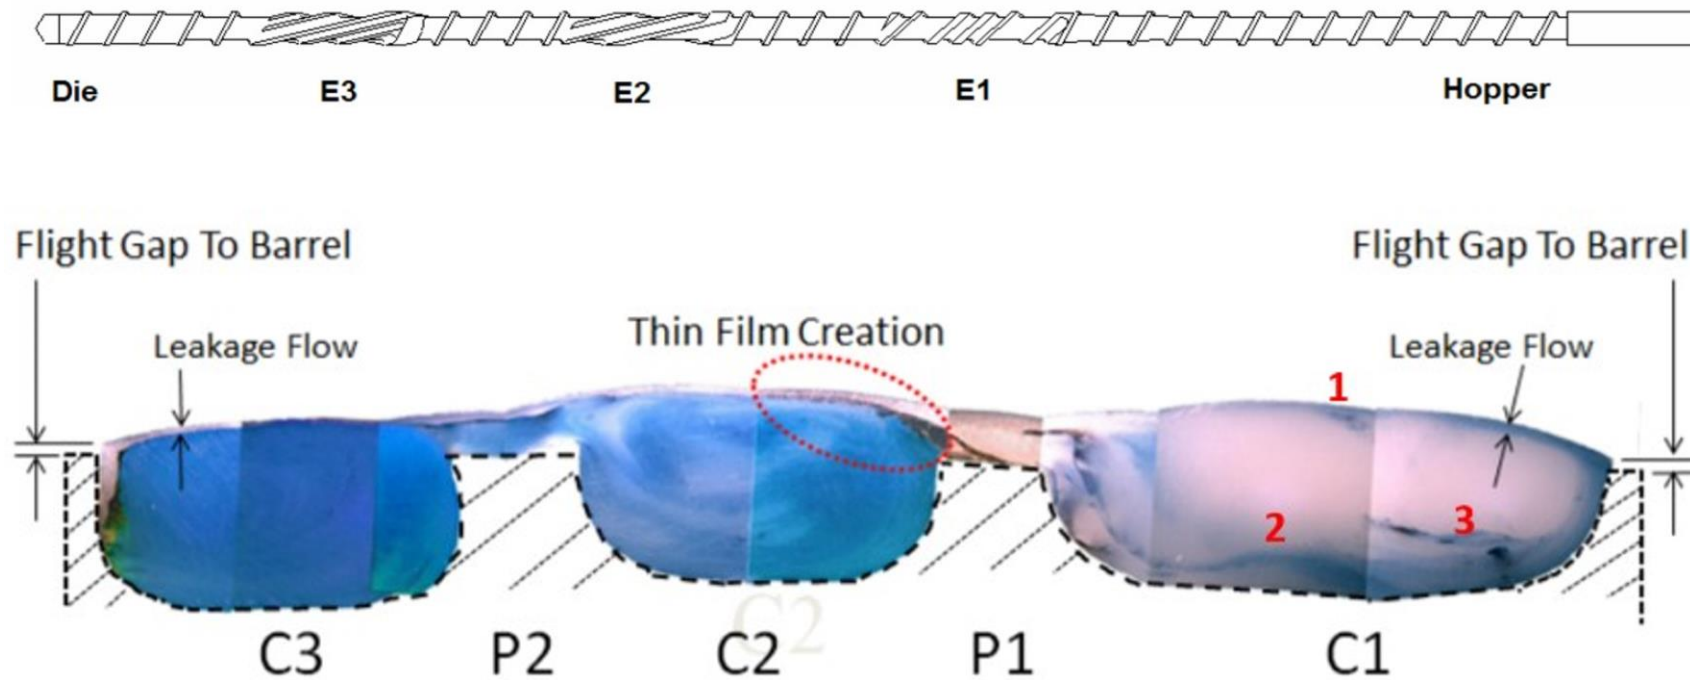 Die E3 E2 E1 Hopper
Flight Gap To Barrel
Flight Gap To Barrel
Leakage Flow
Thin Film Creation
Leakage Flow
1
2
3
C2
C3 P2 C2 P1 C1